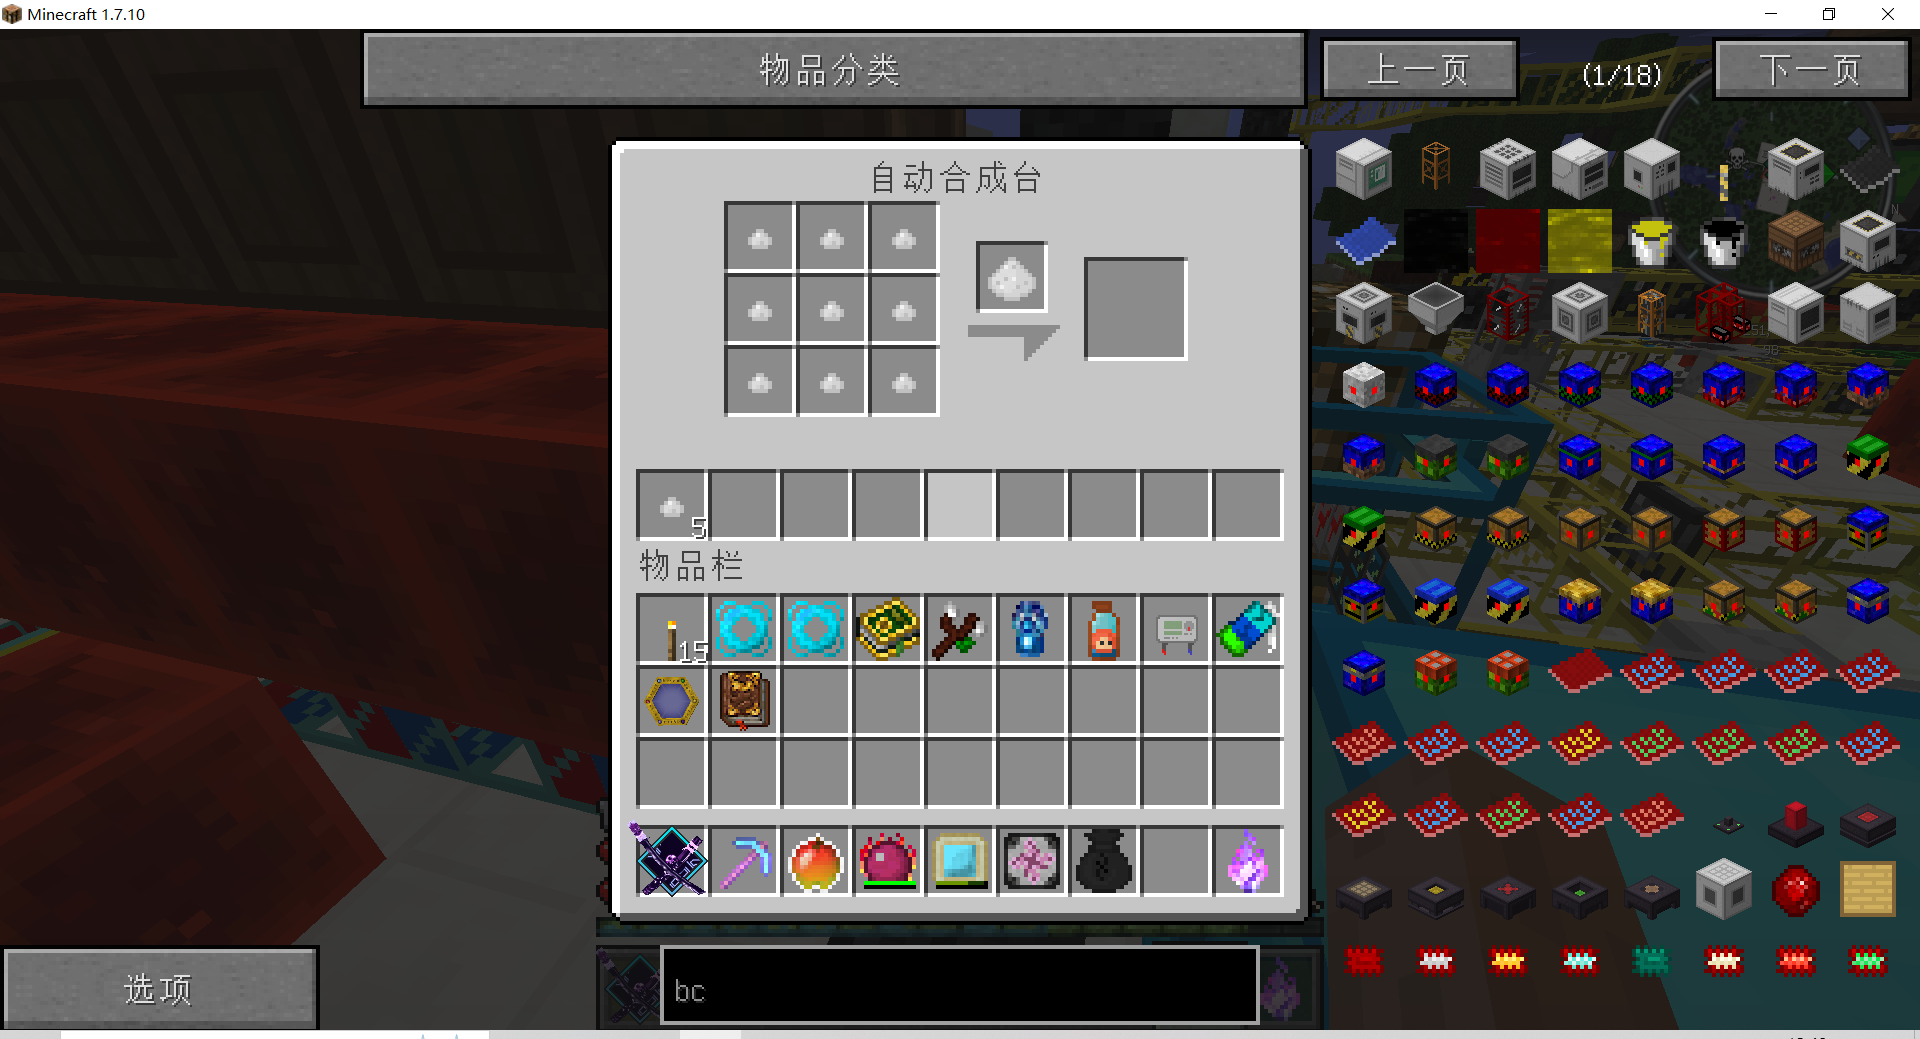 Minecraft 1.7.10
物品分类
上一页
(1/18)
下一页
自动合成台
5
物品栏
15
选项
bc